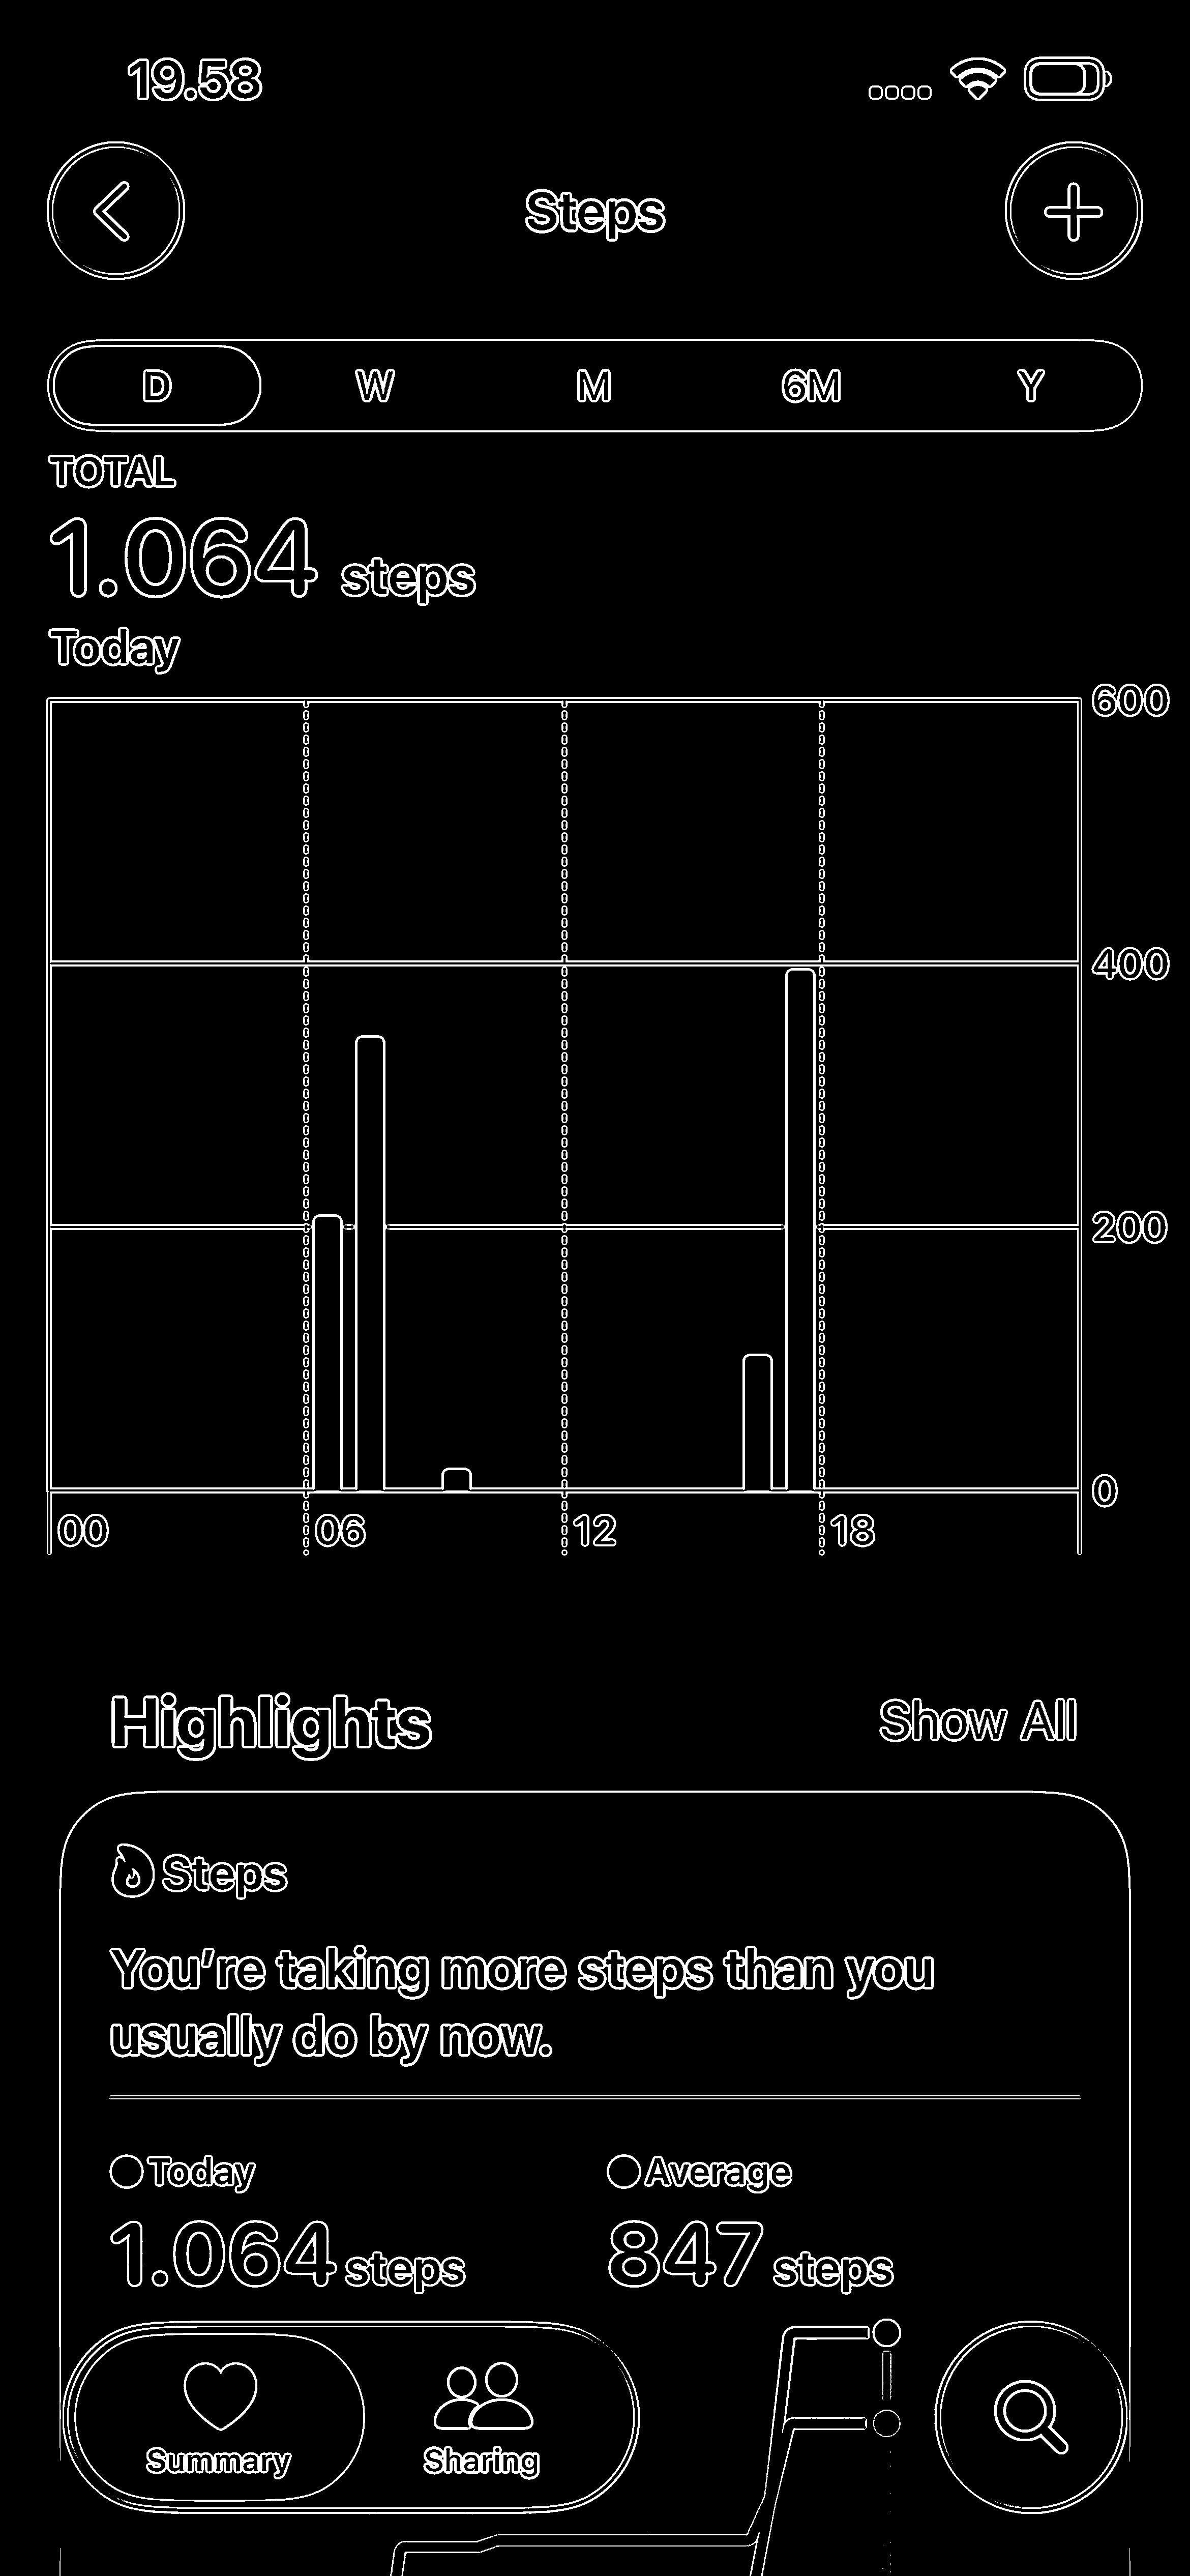 19.58
Steps
D W M 6M Y
TOTAL
1.064 steps
Today
600
400
200
0
00 06 12 18
Highlights Show All
Steps
You're taking more steps than you
usually do by now.
Today Average
1.064 steps 847 steps
Summary Sharing